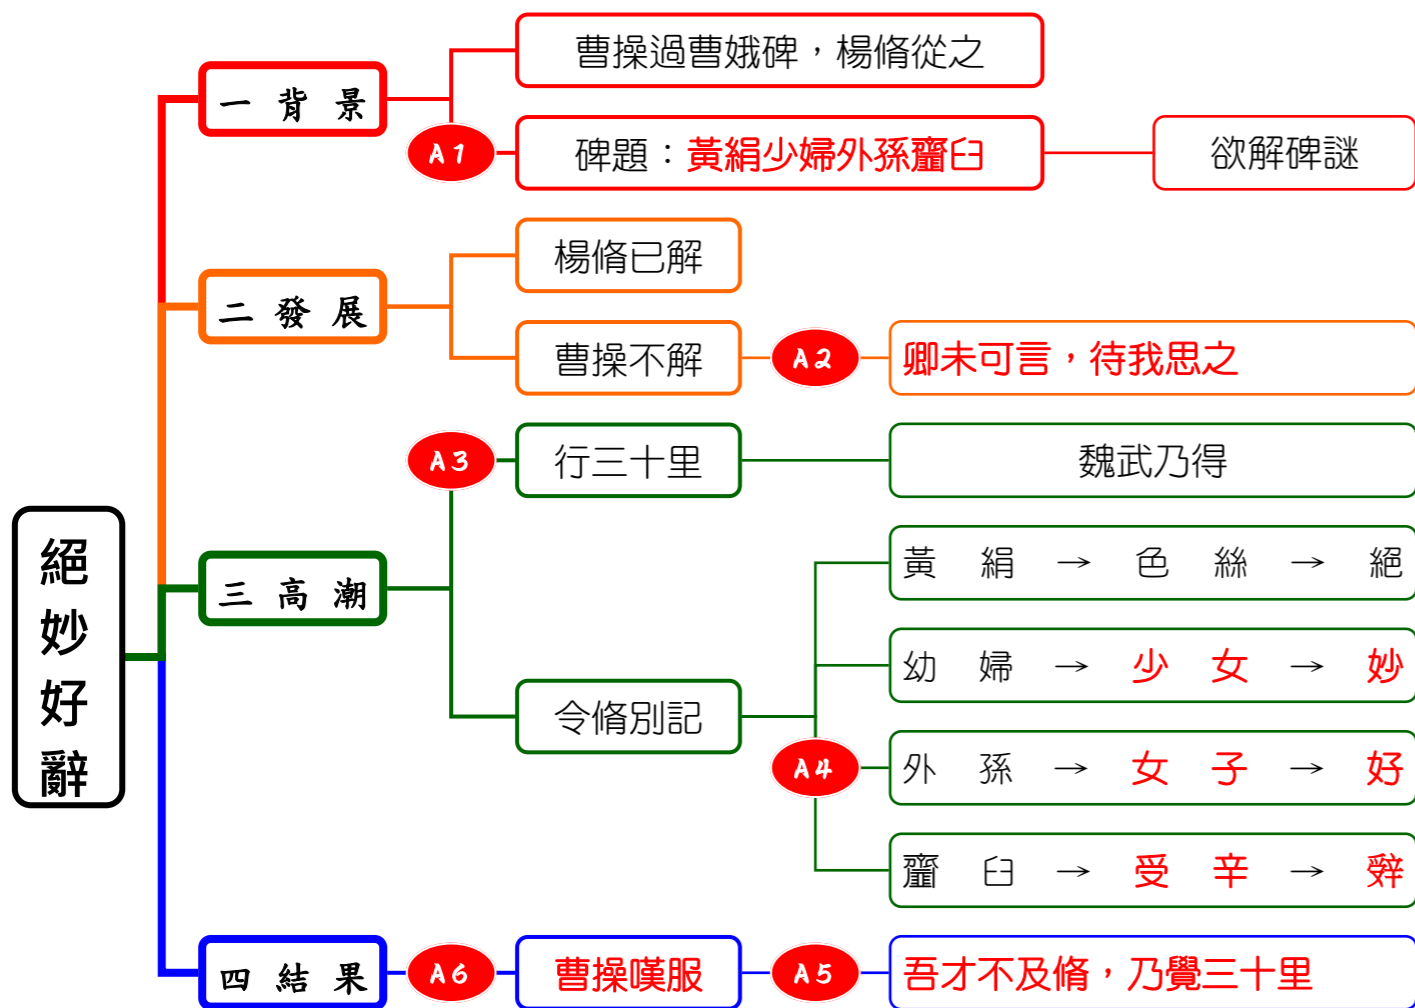 絕妙好辭
一背景
曹操過曹娥碑，楊脩從之
A1
碑題：黃絹少婦外孫齏臼
欲解碑謎
二發展
楊脩已解
曹操不解
A2
卿未可言，待我思之
三高潮
A3
行三十里
魏武乃得
令脩別記
黃絹→色絲→絕
幼婦→少女→妙
A4
外孫→女子→好
齏臼→受辛→辤
四結果
A6
曹操嘆服
A5
吾才不及脩，乃覺三十里